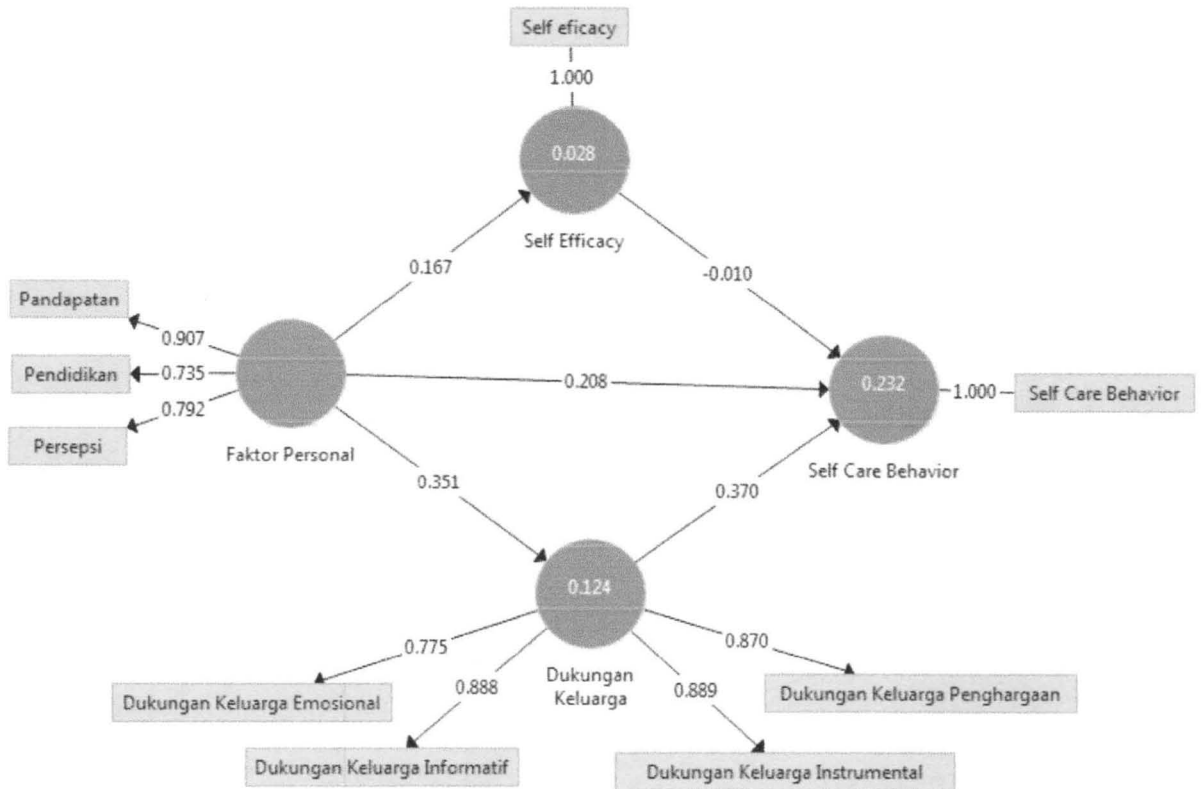 Self eficacy
1.000
0.028
Self Efficacy
0.167
-0.010
Pandapatan
0.907
Pendidikan
0.735
0.792
Persepsi
Faktor Personal
0.208
0.232
1.000
Self Care Behavior
Self Care Behavior
0.351
0.370
0.124
Dukungan
Keluarga
0.775
0.888
0.889
0.870
Dukungan Keluarga Emosional
Dukungan Keluarga Penghargaan
Dukungan Keluarga Informatif
Dukungan Keluarga Instrumental